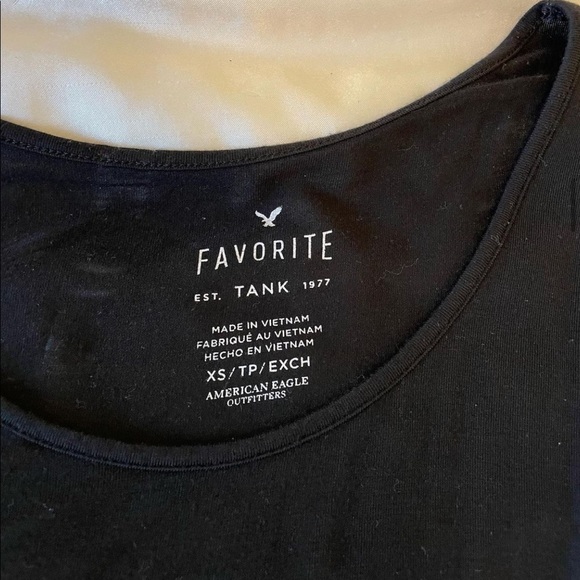 FAVORITE
EST. TANK 1977
MADE IN VIETNAM
FABRIQUÉ AU VIETNAM
HECHO EN VIETNAM
XS/TP/EXCH
AMERICAN EAGLE
OUTFITTERS